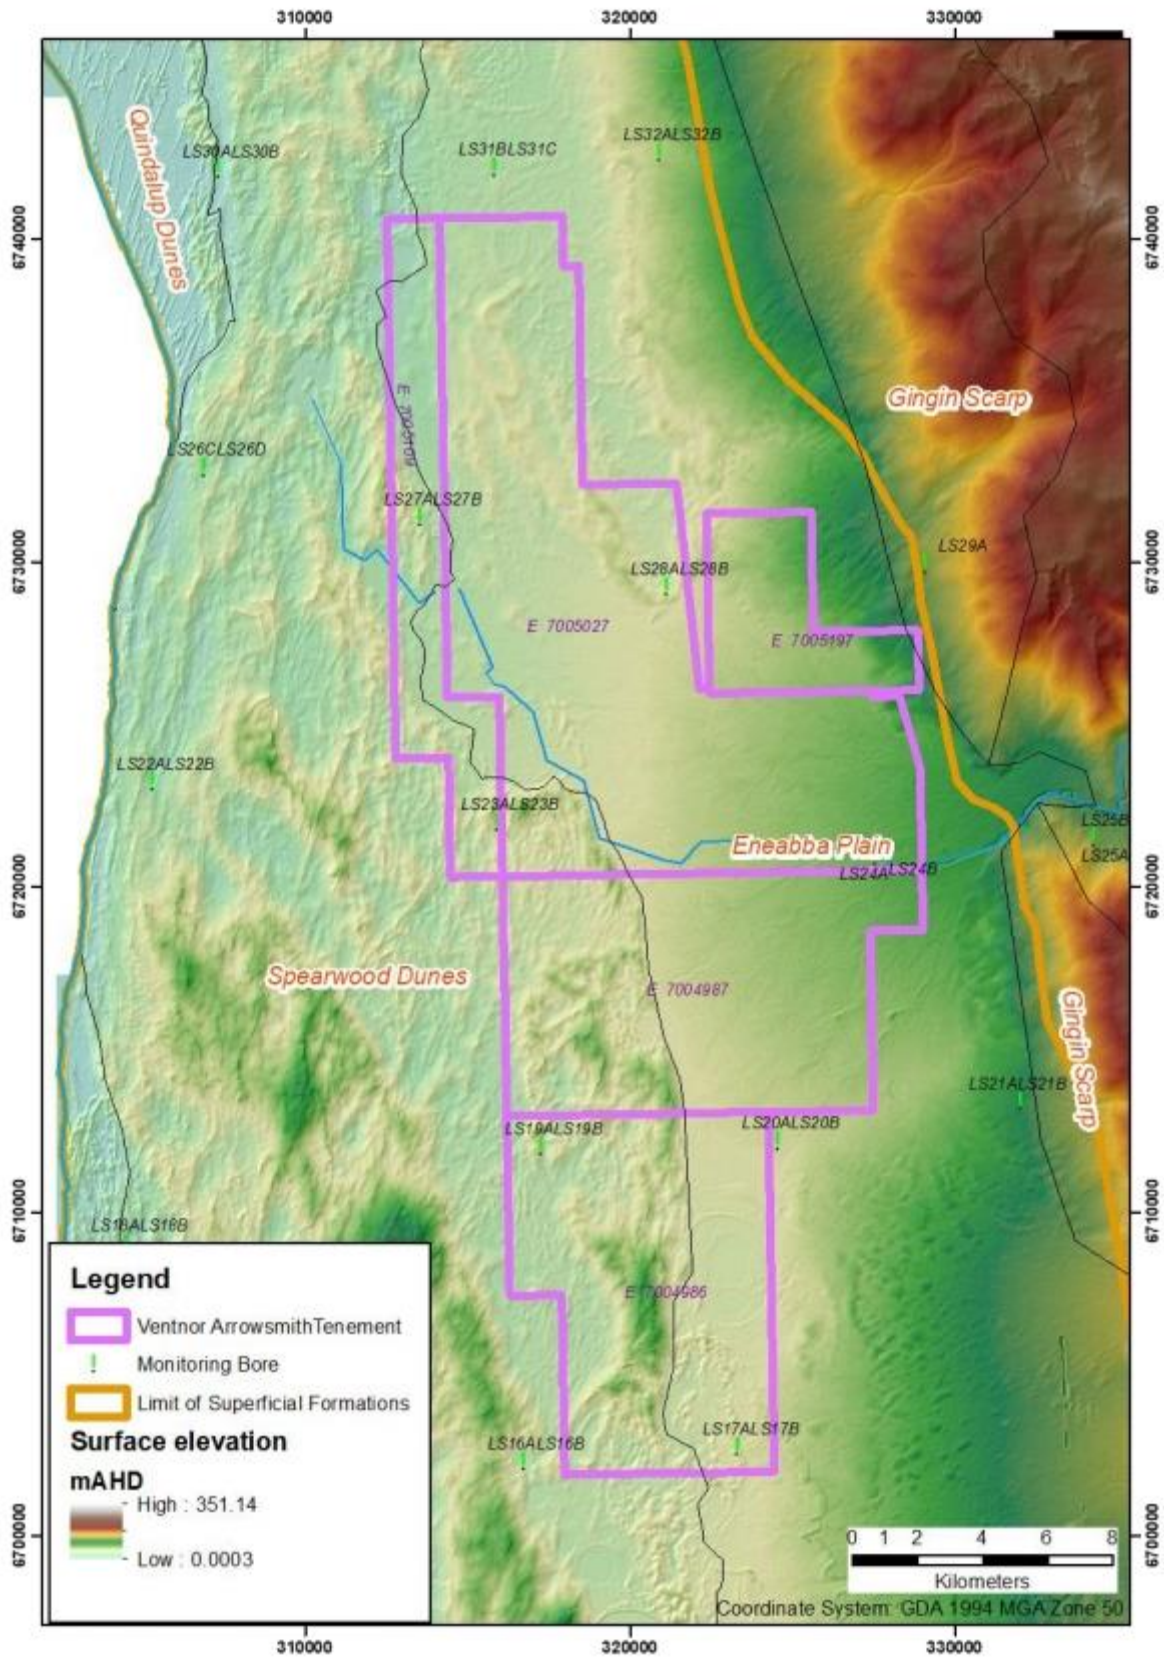 310000
320000
330000
Quindalup Dunes
LS30ALS30B
LS31BLS31C
LS32ALS32B
6740000
6740000
Gingin Scarp
E 7005109
LS26CLS26D
LS27ALS27B
LS29A
6730000
6730000
LS28ALS28B
E 7005027
E 7005197
LS22ALS22B
LS23ALS23B
LS25B
Eneabba Plain
LS25A
LS24A
LS24B
6720000
6720000
Spearwood Dunes
E 7004987
Gingin Scarp
LS21ALS21B
LS19ALS19B
LS20ALS20B
6710000
6710000
LS18ALS18B
E 7004986
Legend
Ventnor ArrowsmithTenement
Monitoring Bore
Limit of Superficial Formations
Surface elevation
mAHD
High : 351.14
Low : 0.0003
LS16ALS16B
LS17ALS17B
6700000
6700000
0 1 2 4 6 8
Kilometers
Coordinate System: GDA 1994 MGA Zone 50
310000
320000
330000